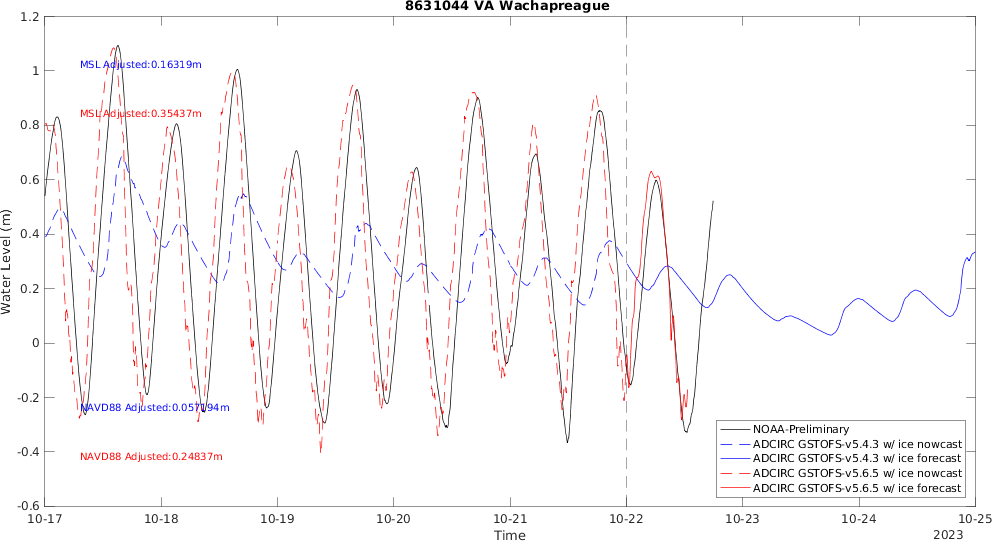 8631044 VA Wachapreague
1.2
1
0.8
0.6
0.4
0.2
0
-0.2
-0.4
-0.6
Water Level (m)
MSL Adjusted:0.16319m
MSL Adjusted:0.35437m
NAVD88 Adjusted:0.057194m
NAVD88 Adjusted:0.24837m
NOAA-Preliminary
ADCIRC GSTOFS-v5.4.3 w/ ice nowcast
ADCIRC GSTOFS-v5.4.3 w/ ice forecast
ADCIRC GSTOFS-v5.6.5 w/ ice nowcast
ADCIRC GSTOFS-v5.6.5 w/ ice forecast
10-17 10-18 10-19 10-20 10-21 10-22 10-23 10-24 10-25
Time
2023